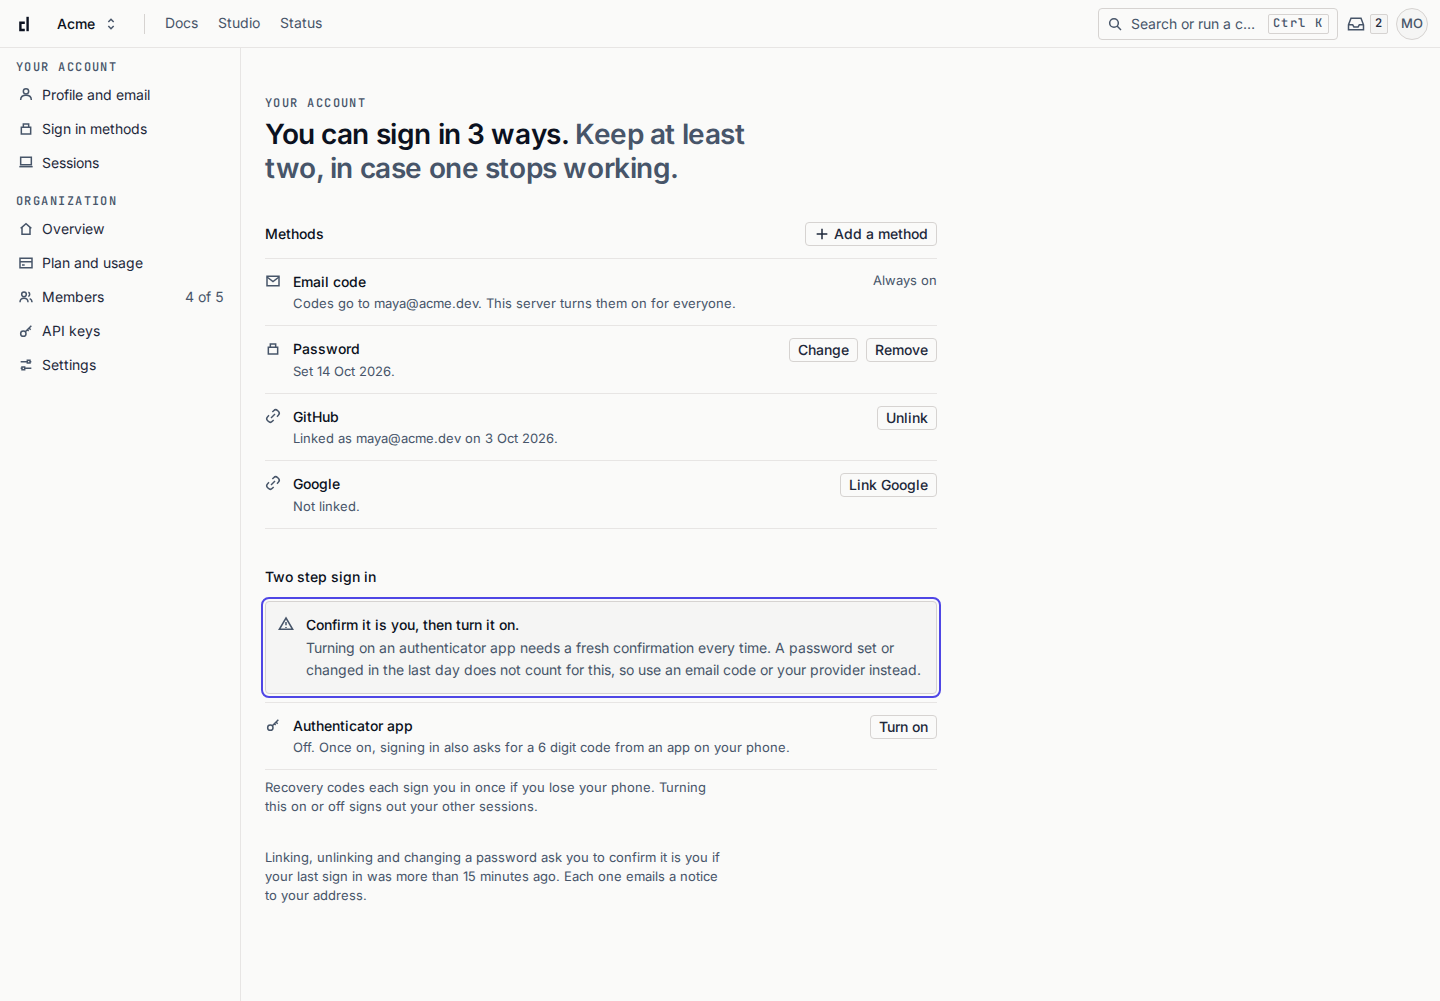 Acme
Docs
Studio
Status
Search or run a c...
Ctrl K
2
MO
YOUR ACCOUNT
Profile and email
Sign in methods
Sessions
ORGANIZATION
Overview
Plan and usage
Members
4 of 5
API keys
Settings
YOUR ACCOUNT
You can sign in 3 ways. Keep at least
two, in case one stops working.
Methods
Add a method
Email code
Always on
Codes go to maya@acme.dev. This server turns them on for everyone.
Password
Change
Remove
Set 14 Oct 2026.
GitHub
Unlink
Linked as maya@acme.dev on 3 Oct 2026.
Google
Link Google
Not linked.
Two step sign in
Confirm it is you, then turn it on.
Turning on an authenticator app needs a fresh confirmation every time. A password set or
changed in the last day does not count for this, so use an email code or your provider instead.
Authenticator app
Turn on
Off. Once on, signing in also asks for a 6 digit code from an app on your phone.
Recovery codes each sign you in once if you lose your phone. Turning
this on or off signs out your other sessions.
Linking, unlinking and changing a password ask you to confirm it is you if
your last sign in was more than 15 minutes ago. Each one emails a notice
to your address.